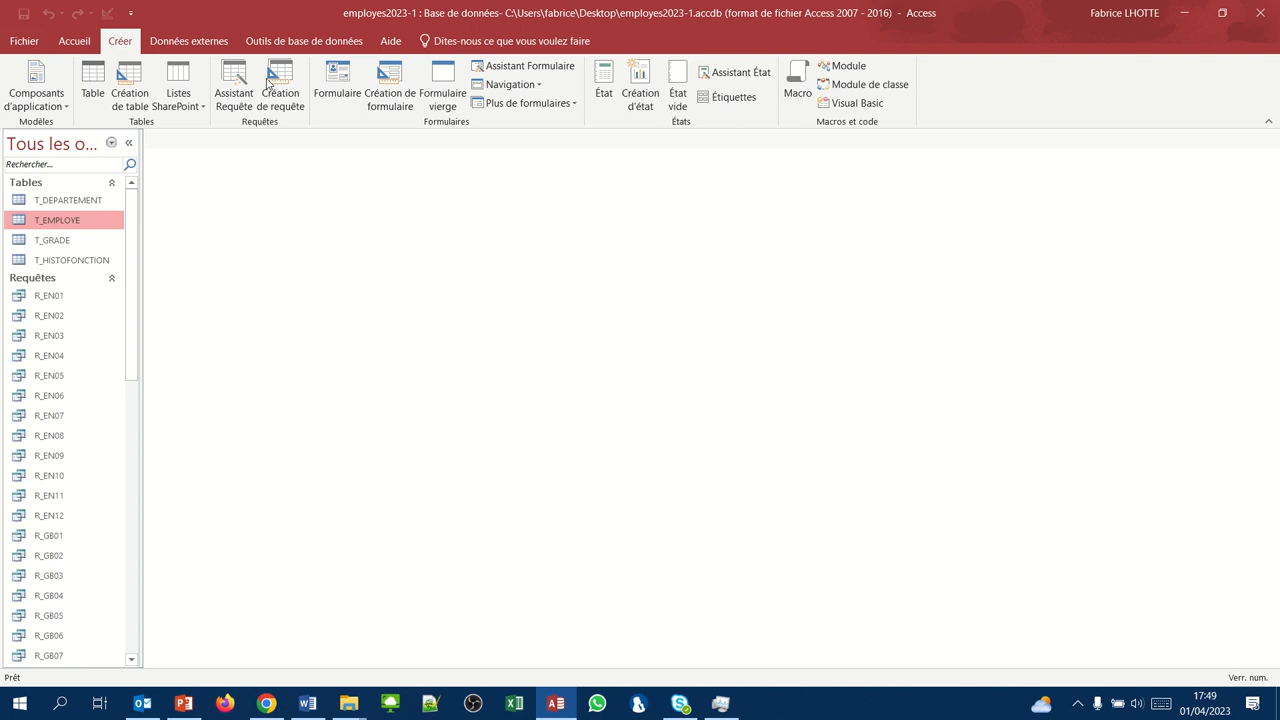 employes2023-1 : Base de données- C:\Users\fabrice\Desktop\employes2023-1.accdb (format de fichier Access 2007 - 2016) - Access
Fabrice LHOTTE
Fichier Accueil Créer Données externes Outils de base de données Aide Dites-nous ce que vous voulez faire
Composants d'application
Modèles
Table
Création de table
Listes SharePoint
Tables
Assistant Requête
Création de requête
Requêtes
Formulaire
Création de formulaire
Formulaire vierge
Assistant Formulaire
Navigation
Plus de formulaires
Formulaires
État
Création d'état
État vide
Assistant État
Étiquettes
États
Macro
Module
Module de classe
Visual Basic
Macros et code
Tous les o...
Rechercher...
Tables
T_DEPARTEMENT
T_EMPLOYE
T_GRADE
T_HISTOFONCTION
Requêtes
R_EN01
R_EN02
R_EN03
R_EN04
R_EN05
R_EN06
R_EN07
R_EN08
R_EN09
R_EN10
R_EN11
R_EN12
R_GB01
R_GB02
R_GB03
R_GB04
R_GB05
R_GB06
R_GB07
Prêt
Verr. num.
17:49
01/04/2023